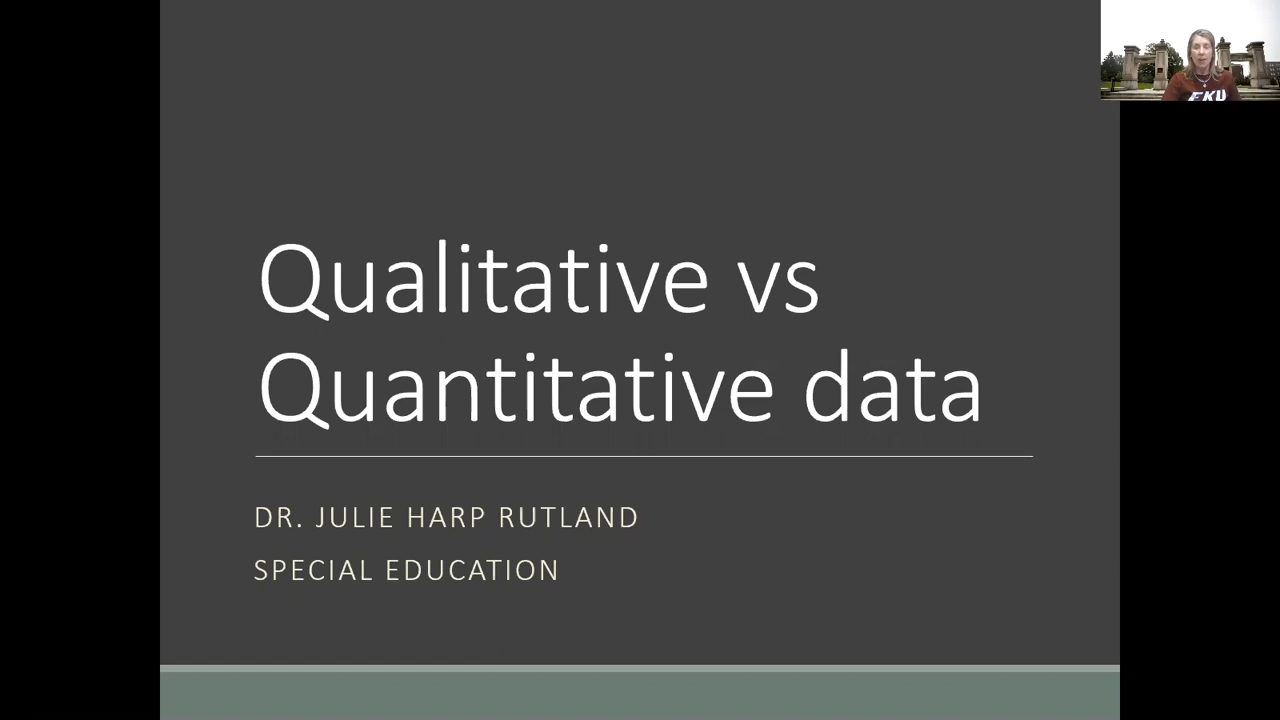 Qualitative vs
Quantitative data
DR. JULIE HARP RUTLAND
SPECIAL EDUCATION
EKU